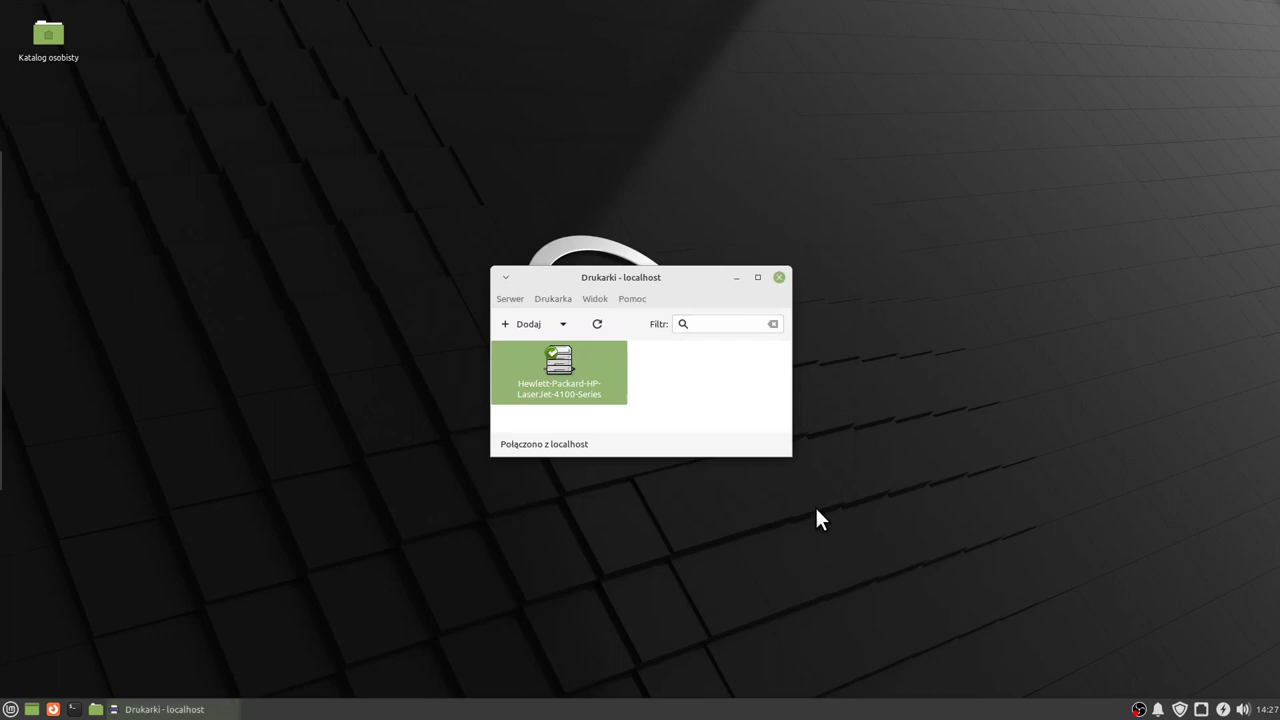 Katalog osobisty
Drukarki - localhost
Serwer Drukarka Widok Pomoc
Dodaj Filtr:
Hewlett-Packard-HP-
LaserJet-4100-Series
Połączono z localhost
Drukarki - localhost 14:27